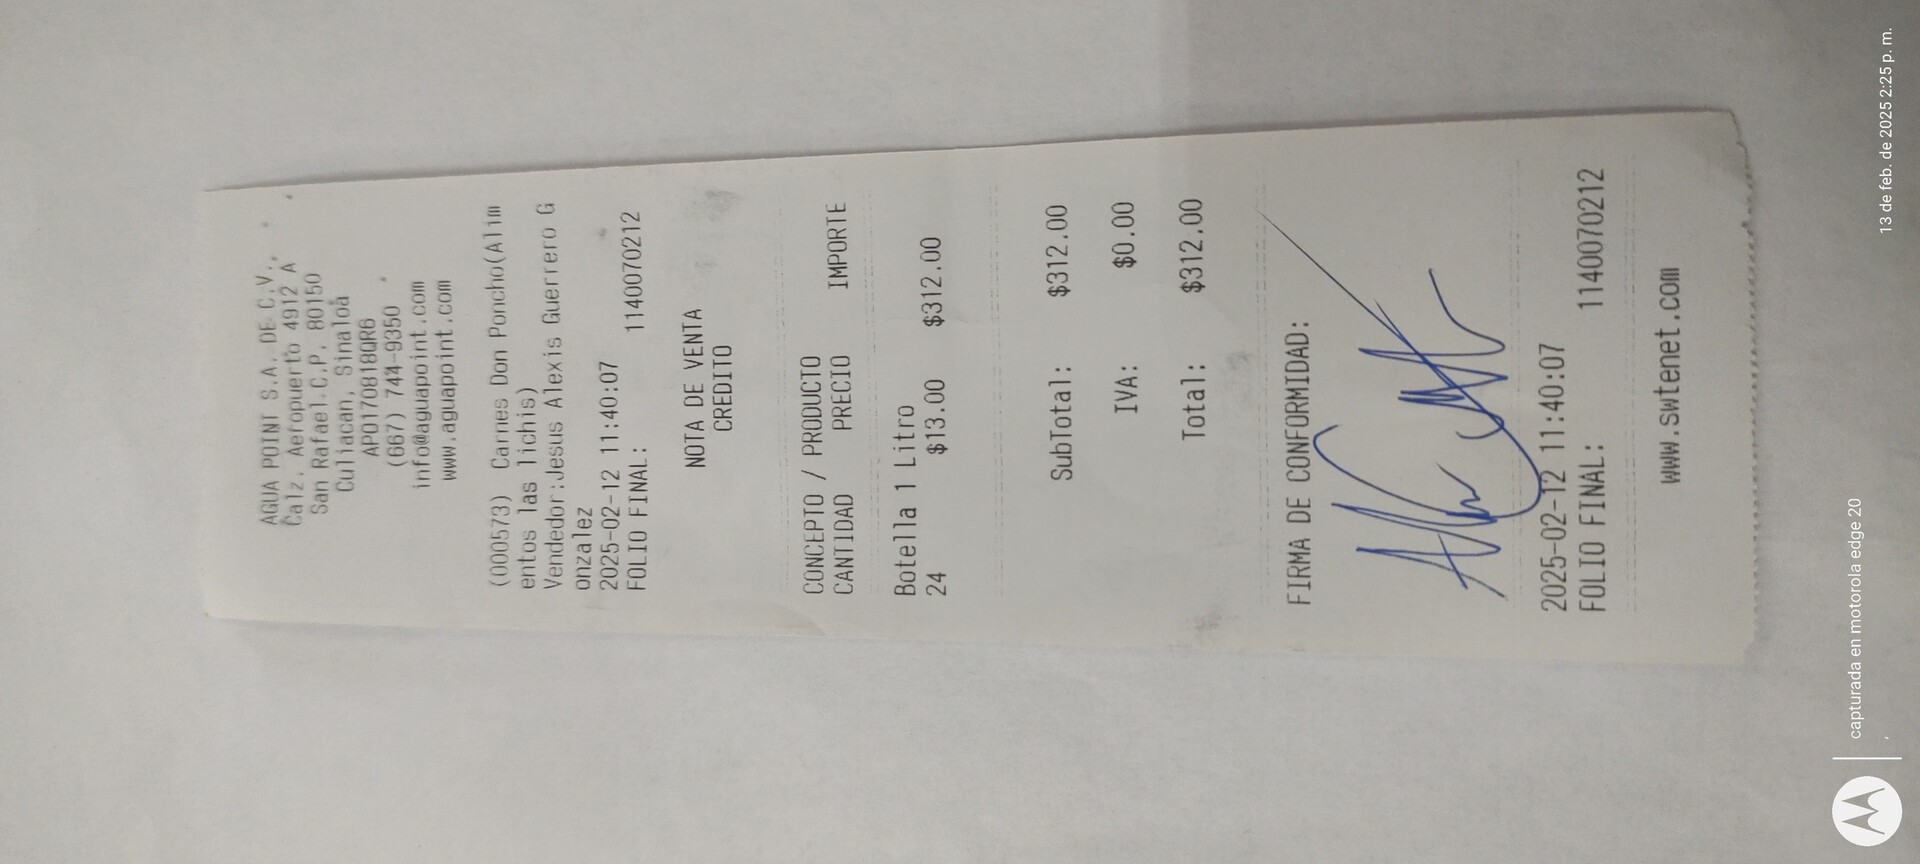 AGUA POINT S.A. DE C.V.
Calz. Aeropuerto 4912 A
San Rafael.C.P. 80150
Culiacan, Sinaloa
APO170818QR6
(667) 744-9350
info@aguapoint.com
www.aguapoint.com
(000573) Carnes Don Poncho(Alim
entos las lichis)
Vendedor:Jesus Alexis Guerrero G
onzalez
2025-02-12 11:40:07
FOLIO FINAL: 1140070212
NOTA DE VENTA
CREDITO
CONCEPTO / PRODUCTO
CANTIDAD PRECIO IMPORTE
Botella 1 Litro
24 $13.00 $312.00
SubTotal: $312.00
IVA: $0.00
Total: $312.00
FIRMA DE CONFORMIDAD:
2025-02-12 11:40:07
FOLIO FINAL: 1140070212
www.swtenet.com
capturada en motorola edge 20
13 de feb. de 2025 2:25 p. m.